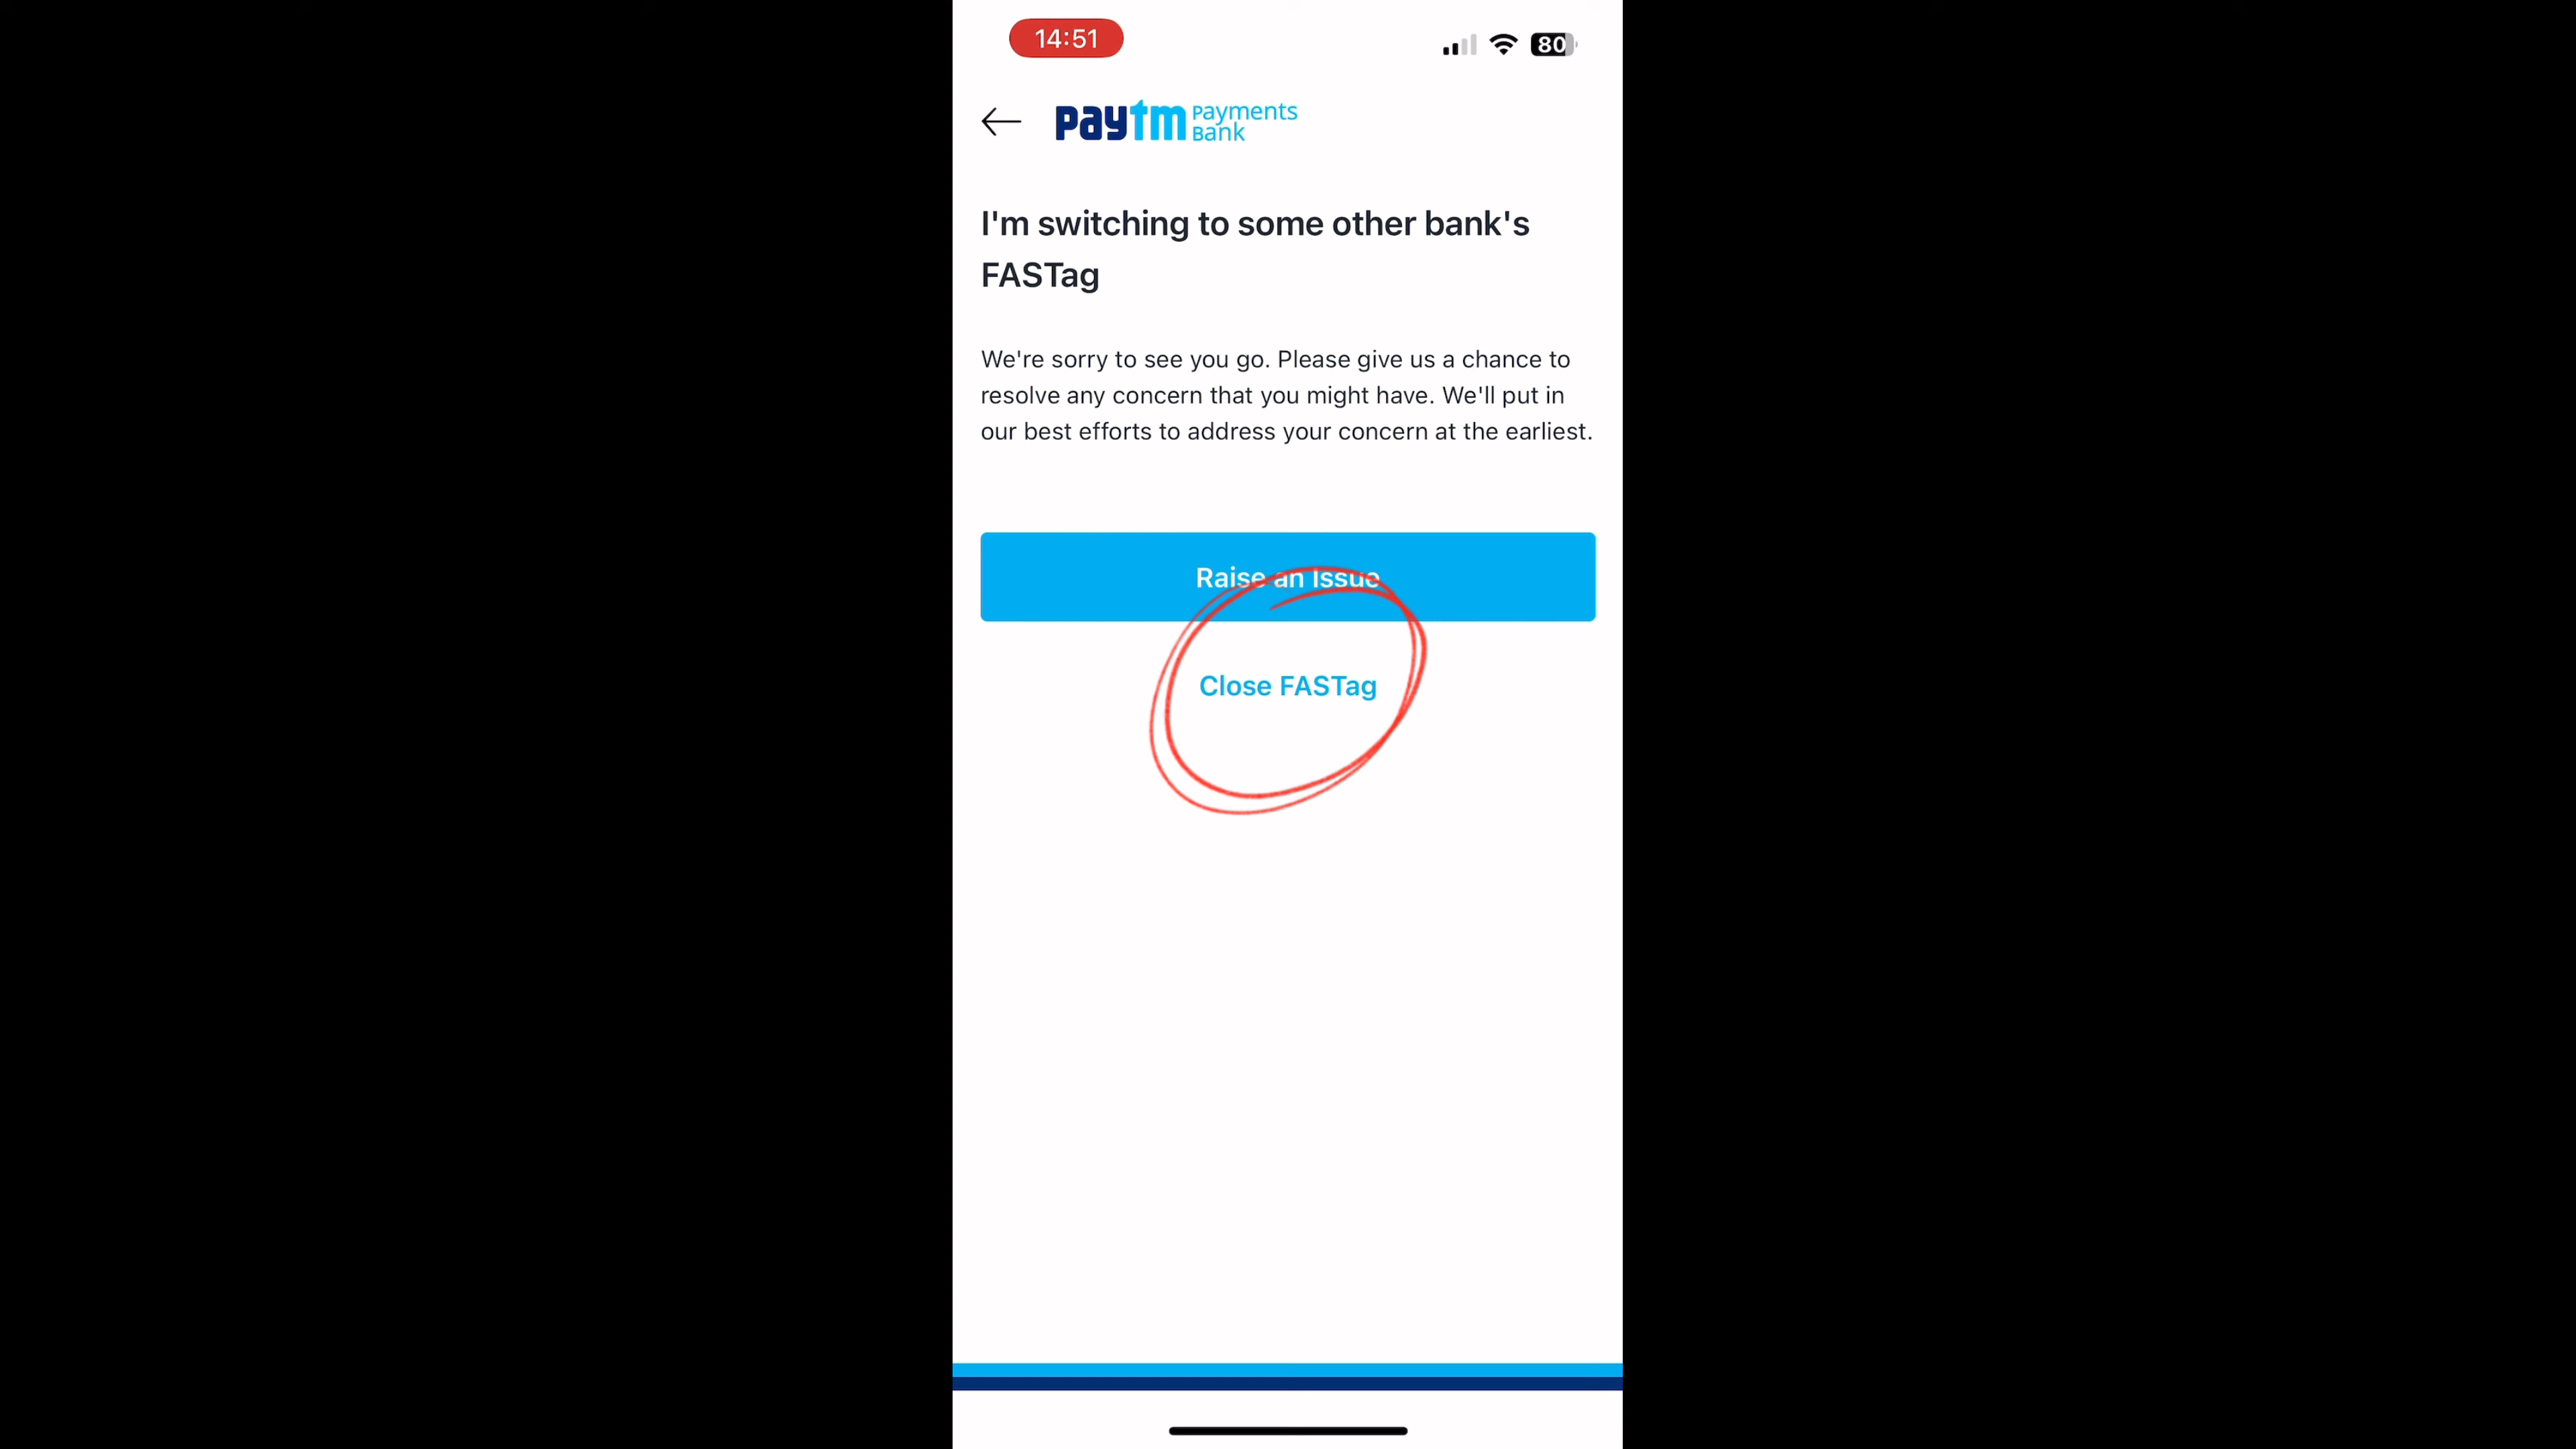 14:51
80
paytm Payments
Bank
I'm switching to some other bank's
FASTag
We're sorry to see you go. Please give us a chance to
resolve any concern that you might have. We'll put in
our best efforts to address your concern at the earliest.
Raise an Issue
Close FASTag